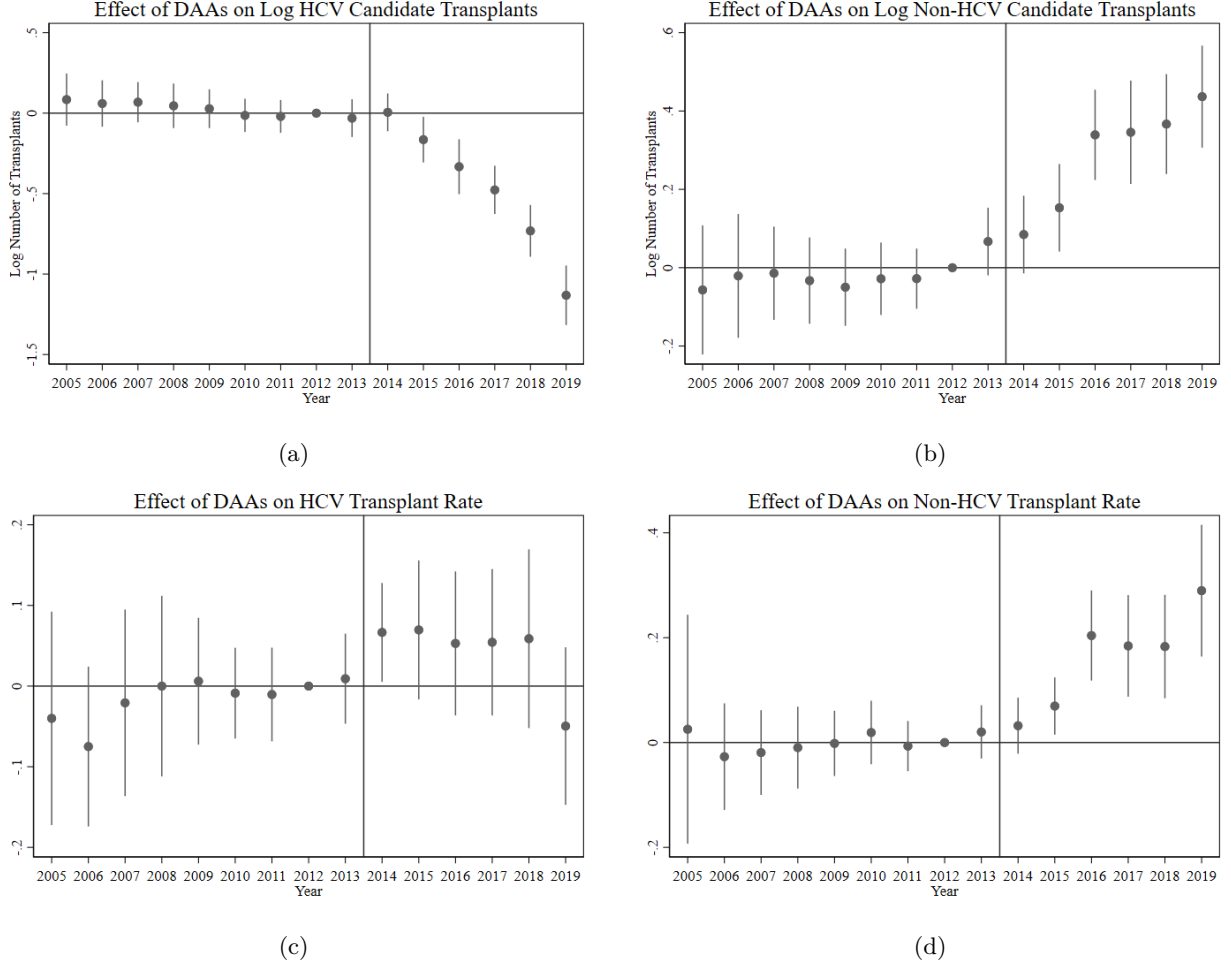 Effect of DAAs on Log HCV Candidate Transplants
Log Number of Transplants
.5
0
-.5
-1
-1.5
2005 2006 2007 2008 2009 2010 2011 2012 2013 2014 2015 2016 2017 2018 2019
Year
(a)
Effect of DAAs on Log Non-HCV Candidate Transplants
Log Number of Transplants
.6
.4
.2
0
-.2
2005 2006 2007 2008 2009 2010 2011 2012 2013 2014 2015 2016 2017 2018 2019
Year
(b)
Effect of DAAs on HCV Transplant Rate
.2
.1
0
-.1
-.2
2005 2006 2007 2008 2009 2010 2011 2012 2013 2014 2015 2016 2017 2018 2019
Year
(c)
Effect of DAAs on Non-HCV Transplant Rate
.4
.2
0
-.2
2005 2006 2007 2008 2009 2010 2011 2012 2013 2014 2015 2016 2017 2018 2019
Year
(d)